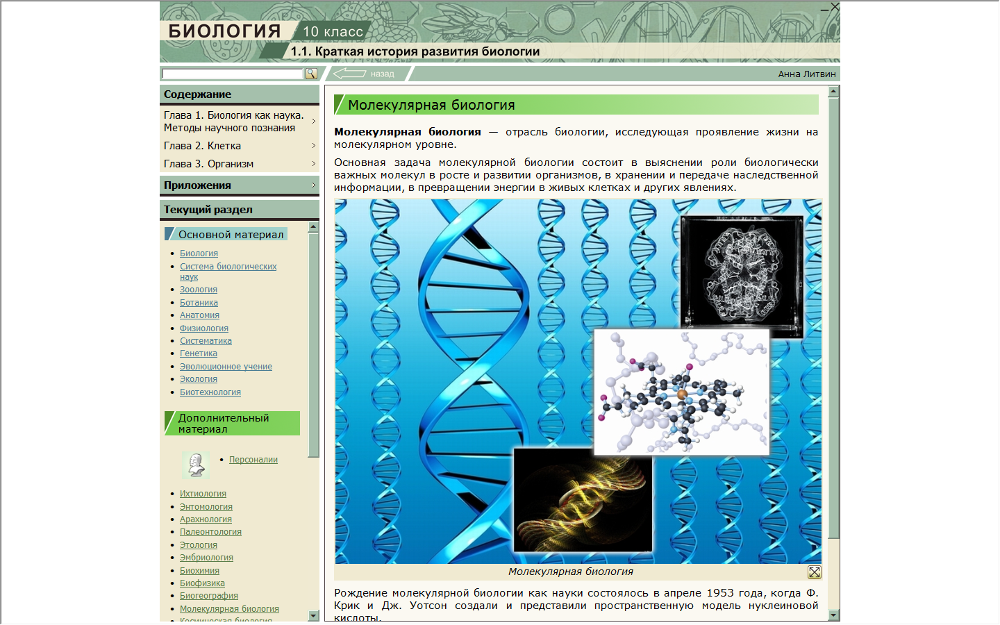 БИОЛОГИЯ 10 класс
1.1. Краткая история развития биологии
назад
Анна Литвин
Содержание
Глава 1. Биология как наука.
Методы научного познания
Глава 2. Клетка
Глава 3. Организм
Приложения
Текущий раздел
Основной материал
Биология
Система биологических
наук
Зоология
Ботаника
Анатомия
Физиология
Систематика
Генетика
Эволюционное учение
Экология
Биотехнология
Дополнительный
материал
Персоналии
Ихтиология
Энтомология
Арахнология
Палеонтология
Этология
Эмбриология
Биохимия
Биофизика
Биогеография
Молекулярная биология
Космическая биология
Молекулярная биология
Молекулярная биология — отрасль биологии, исследующая проявление жизни на
молекулярном уровне.
Основная задача молекулярной биологии состоит в выяснении роли биологически
важных молекул в росте и развитии организмов, в хранении и передаче наследственной
информации, в превращении энергии в живых клетках и других явлениях.
Молекулярная биология
Рождение молекулярной биологии как науки состоялось в апреле 1953 года, когда Ф.
Крик и Дж. Уотсон создали и представили пространственную модель нуклеиновой
кислоты.